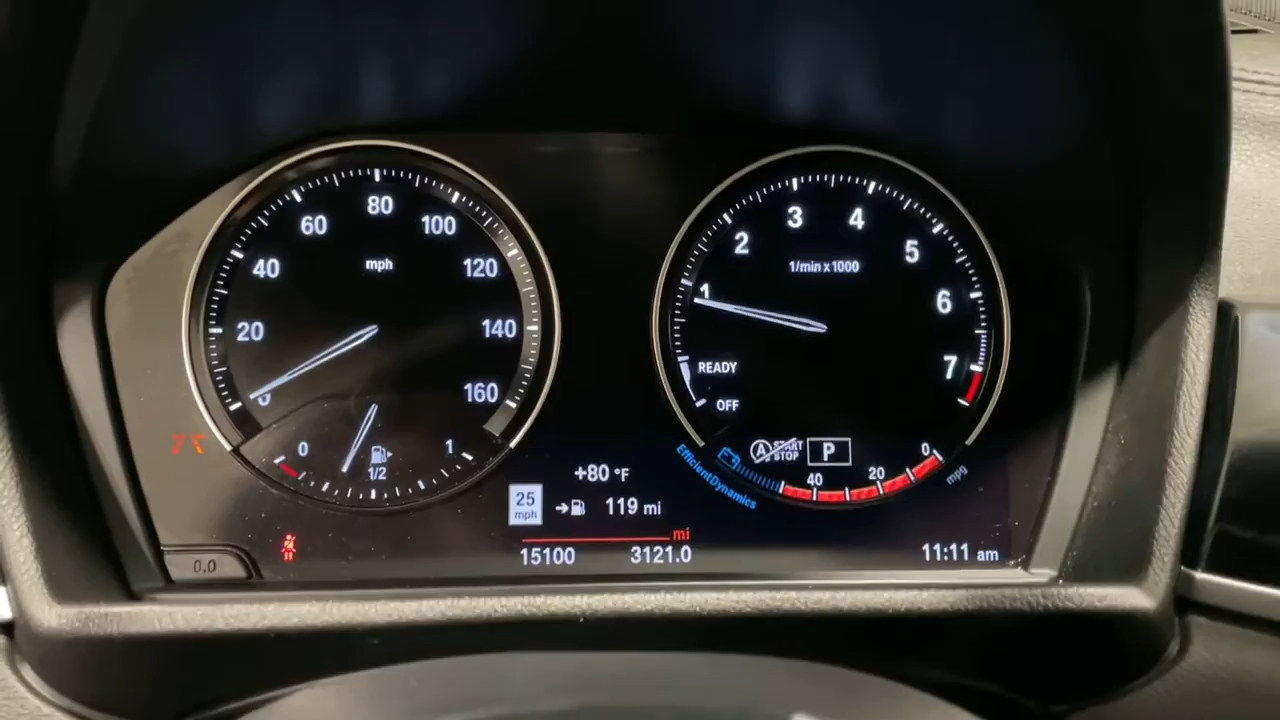 0
20
40
60
80
100
120
140
160
mph
0
1/2
1
1
2
3
4
5
6
7
1/min x 1000
READY
OFF
A START
STOP
P
EfficientDynamics
40
20
0
mpg
+80 °F
25
mph
119 mi
mi
15100
3121.0
11:11 am
0.0